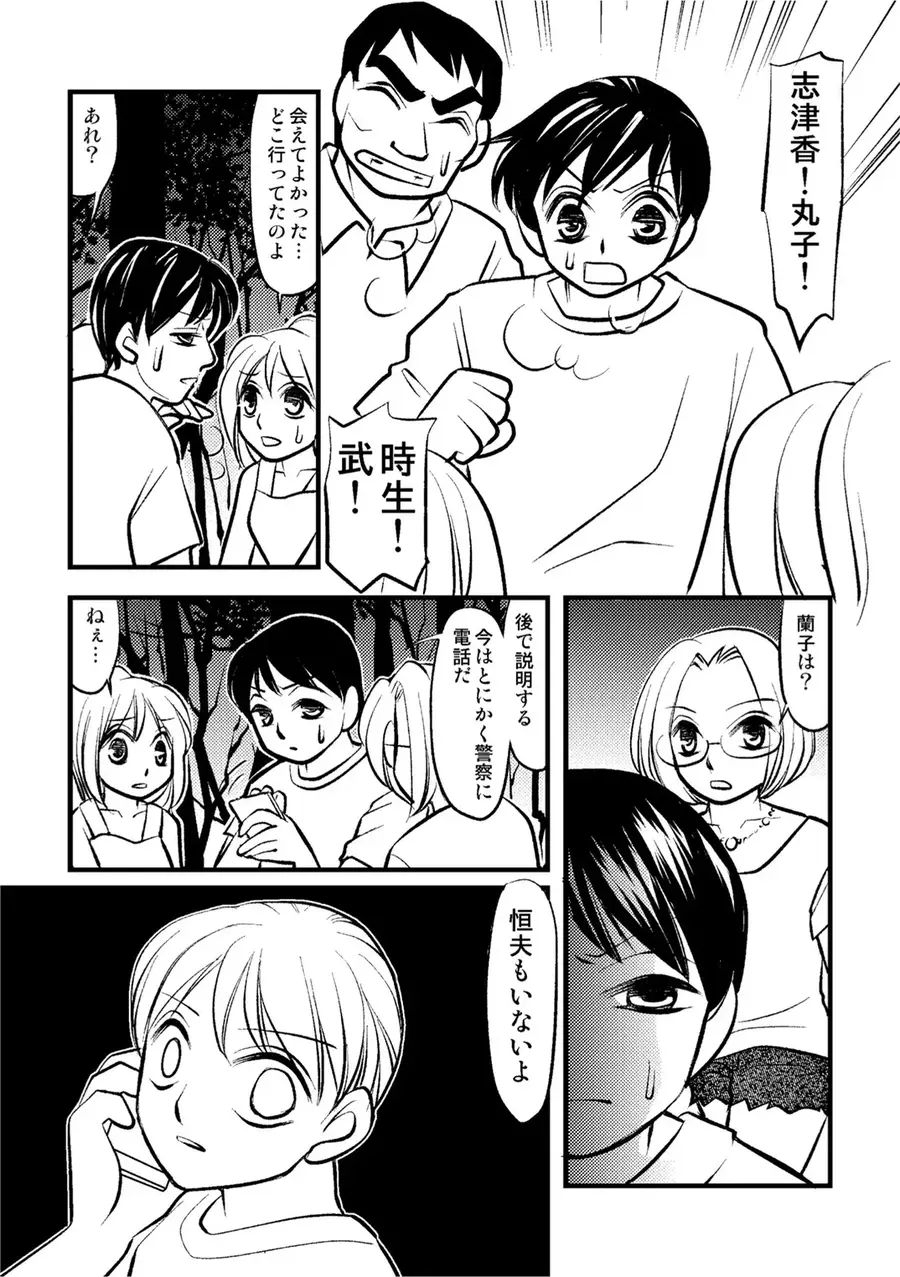 志津香！丸子！
時生！
武！
会えてよかった…
どこ行ってたのよ
あれ？
蘭子は？
後で説明する
今はとにかく警察に
電話だ
ねぇ…
恒夫もいないよ